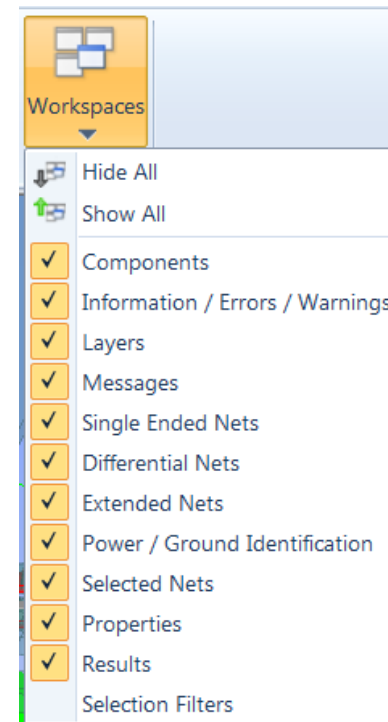 Workspaces
Hide All
Show All
Components
Information / Errors / Warnings
Layers
Messages
Single Ended Nets
Differential Nets
Extended Nets
Power / Ground Identification
Selected Nets
Properties
Results
Selection Filters